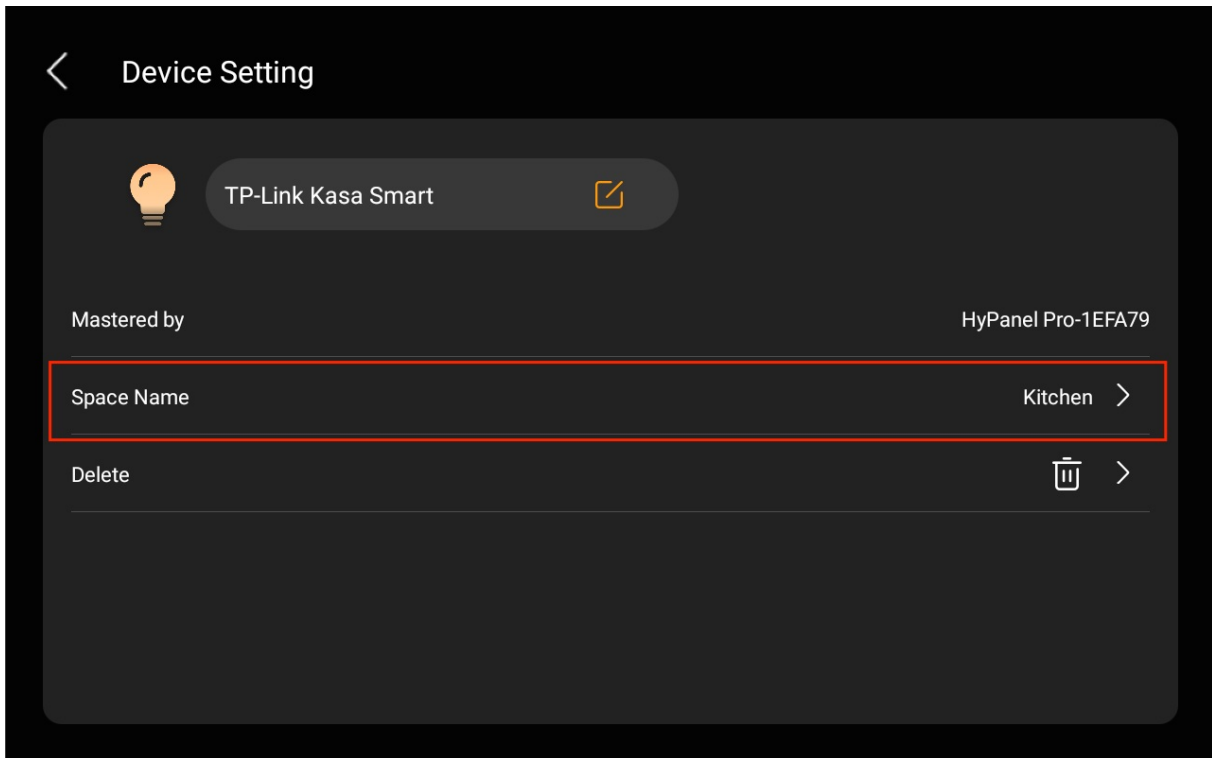 Device Setting
TP-Link Kasa Smart
Mastered by HyPanel Pro-1EFA79
Space Name Kitchen
Delete